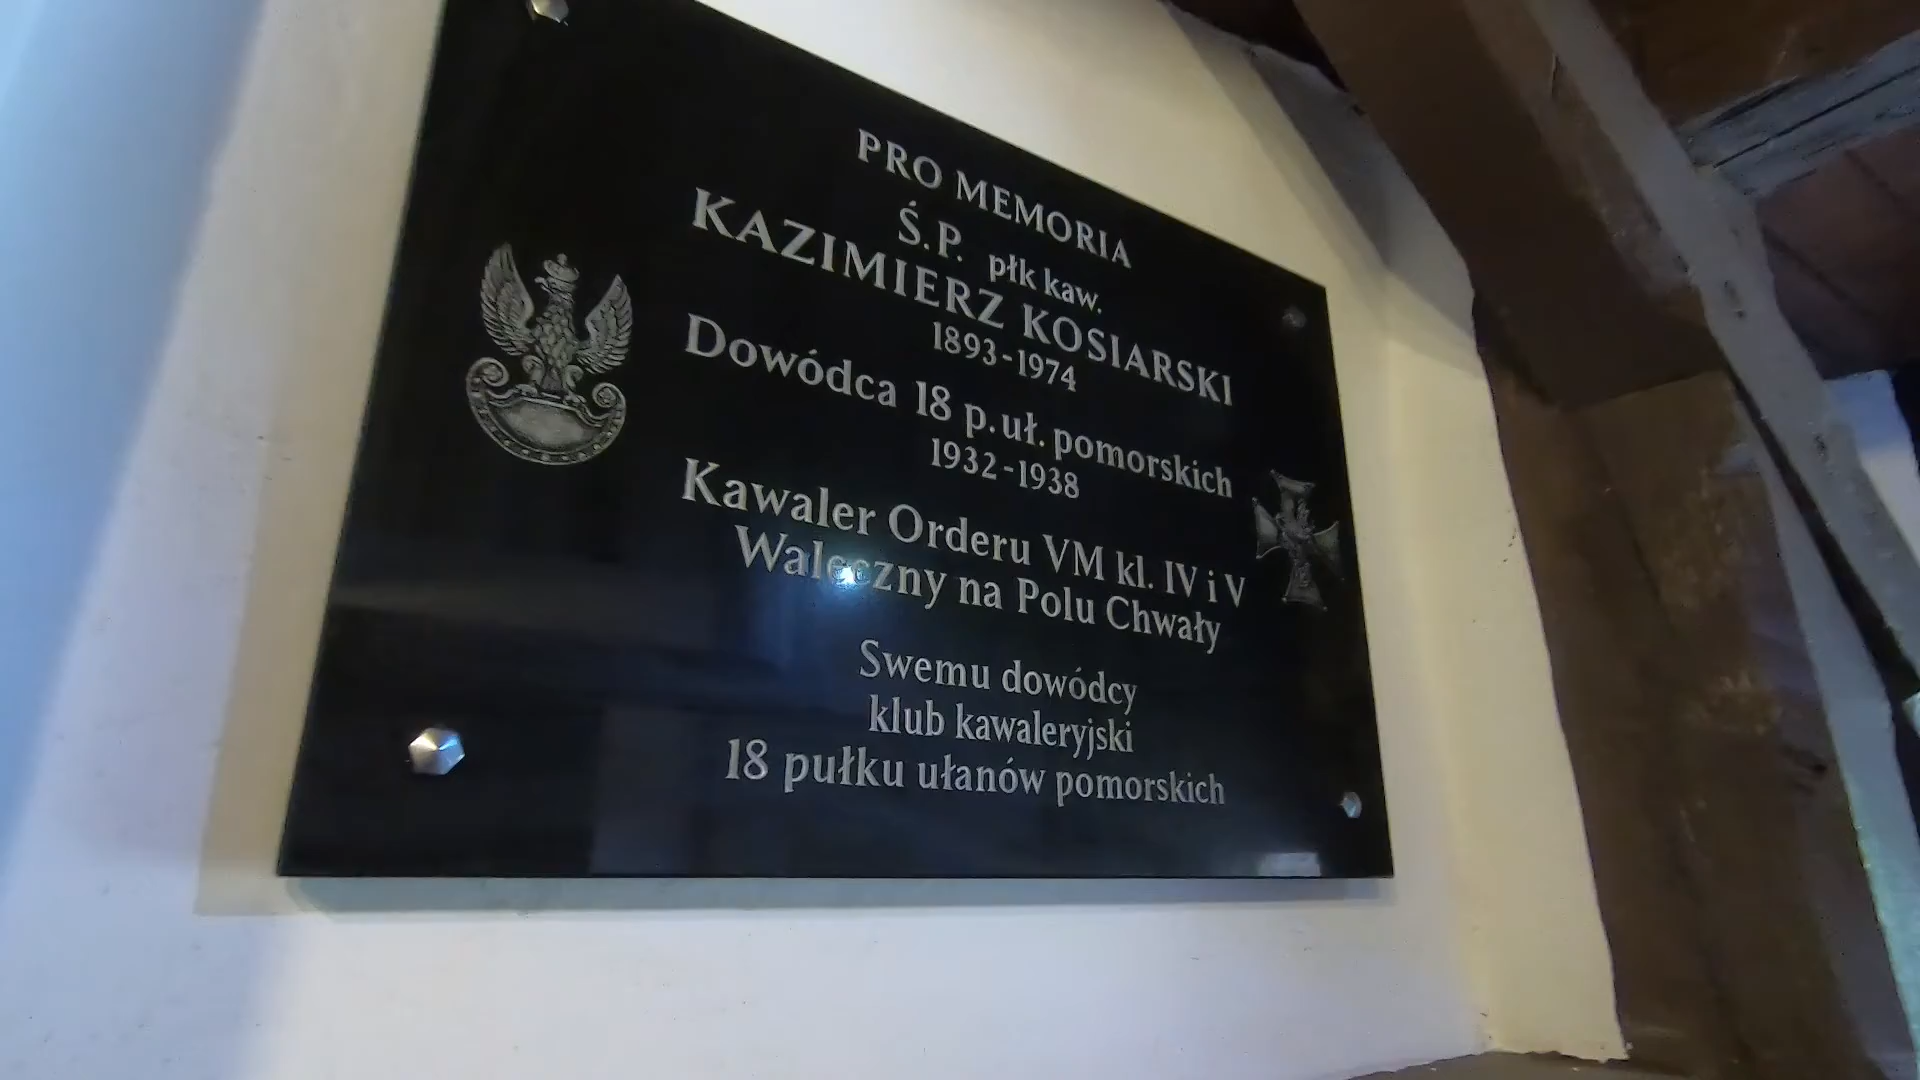 PRO MEMORIA
Ś.P. płk kaw.
KAZIMIERZ KOSIARSKI
1893-1974
Dowódca 18 p.uł. pomorskich
1932-1938
Kawaler Orderu VM kl. IV i V
Waleczny na Polu Chwały
Swemu dowódcy
klub kawaleryjski
18 pułku ułanów pomorskich